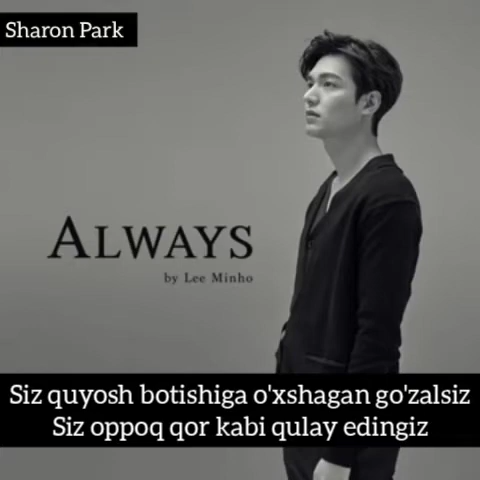 Sharon Park
ALWAYS
by Lee Minho
Siz quyosh botishiga o'xshagan go'zalsiz
Siz oppoq qor kabi qulay edingiz